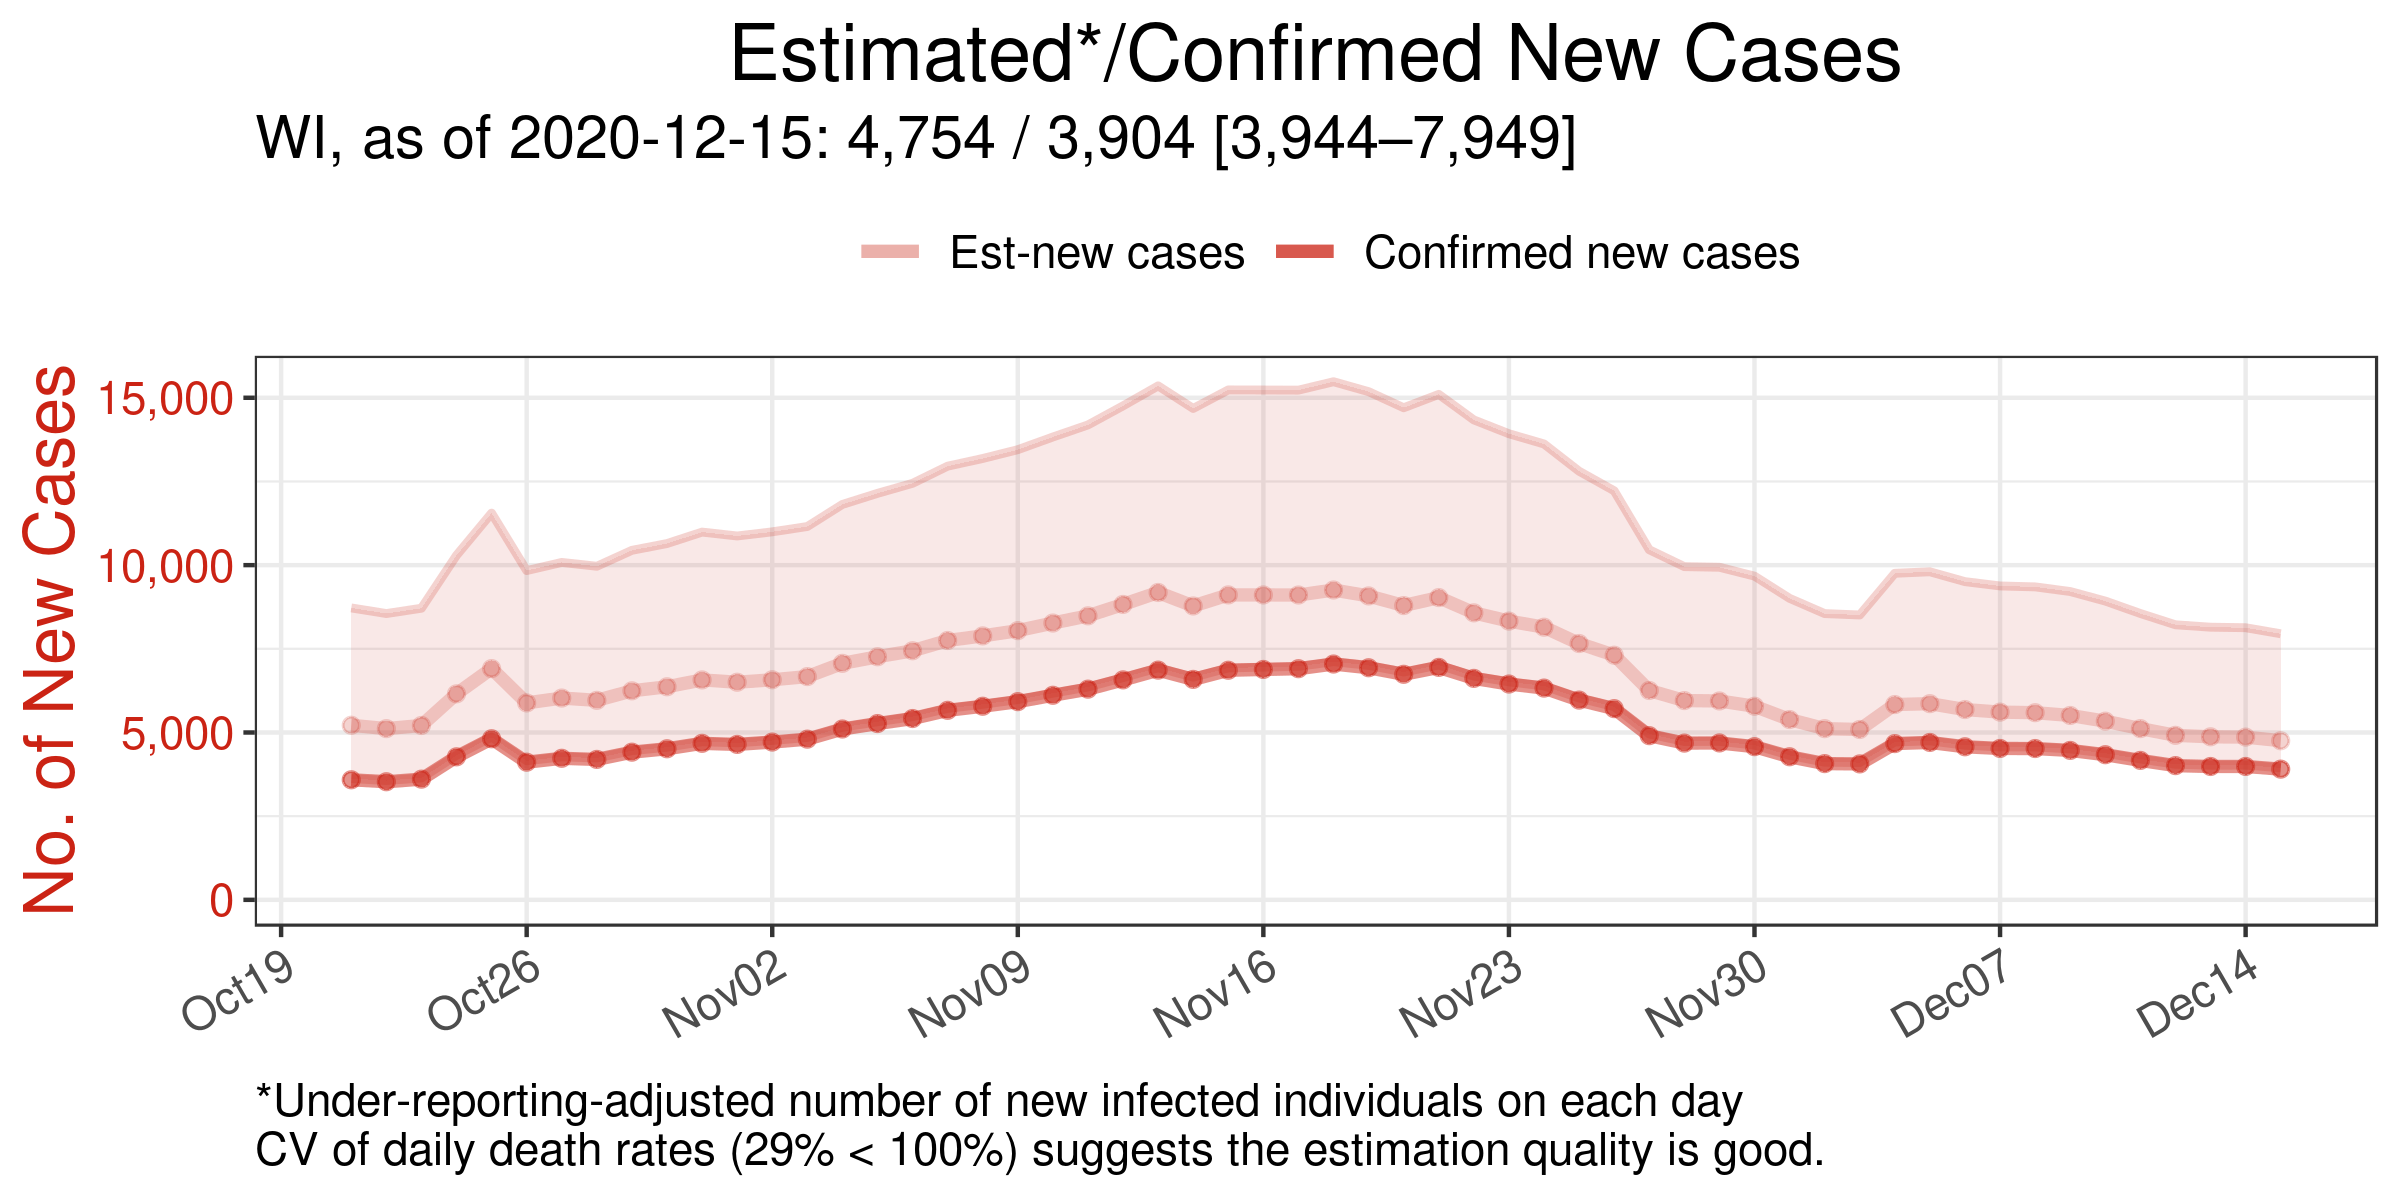 Estimated*/Confirmed New Cases
WI, as of 2020-12-15: 4,754 / 3,904 [3,944–7,949]
Est-new cases
Confirmed new cases
No. of New Cases
15,000
10,000
5,000
0
Oct19
Oct26
Nov02
Nov09
Nov16
Nov23
Nov30
Dec07
Dec14
*Under-reporting-adjusted number of new infected individuals on each day
CV of daily death rates (29% < 100%) suggests the estimation quality is good.